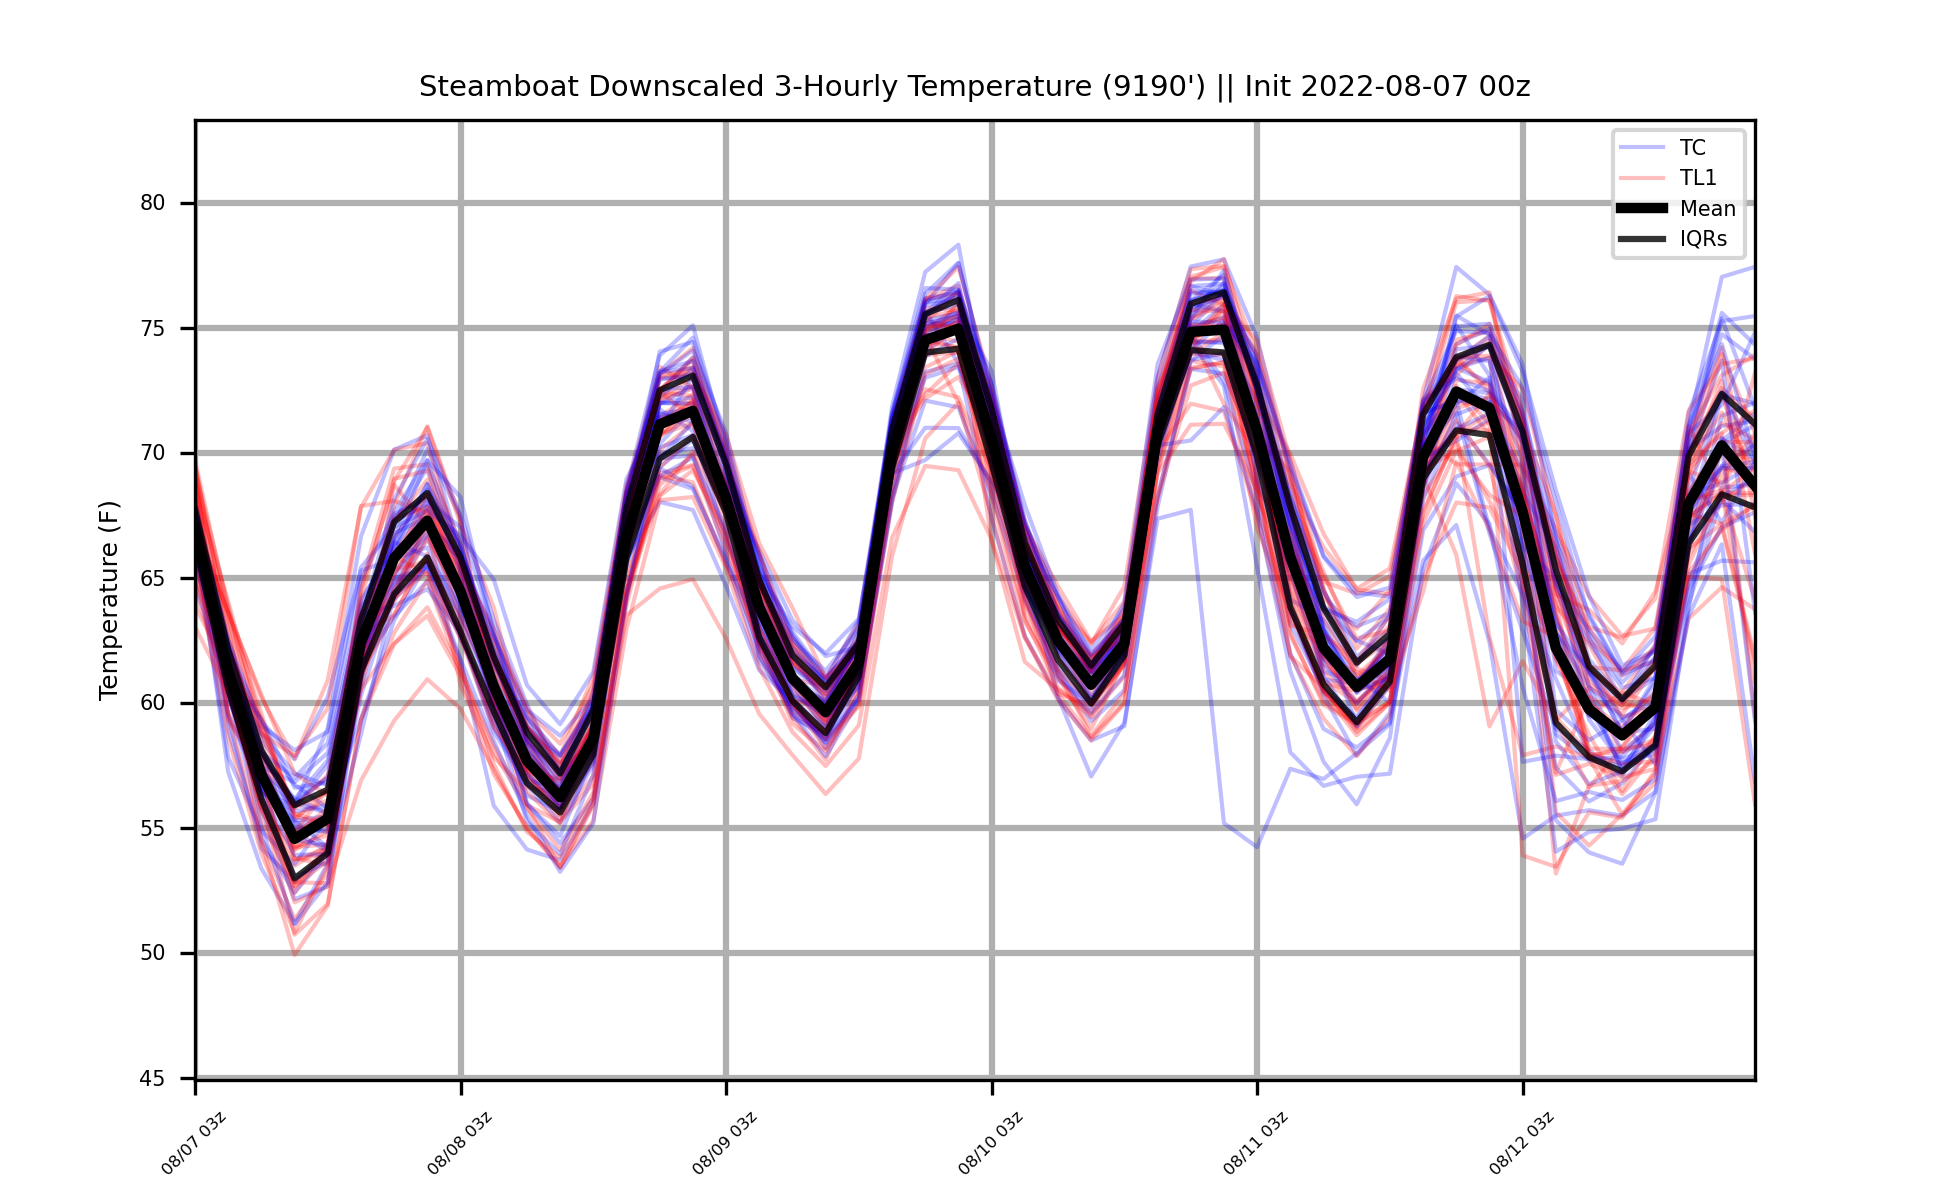 Steamboat Downscaled 3-Hourly Temperature (9190') || Init 2022-08-07 00z
TC
TL1
Mean
IQRs
Temperature (F)
80
75
70
65
60
55
50
45
08/07 03z
08/08 03z
08/09 03z
08/10 03z
08/11 03z
08/12 03z